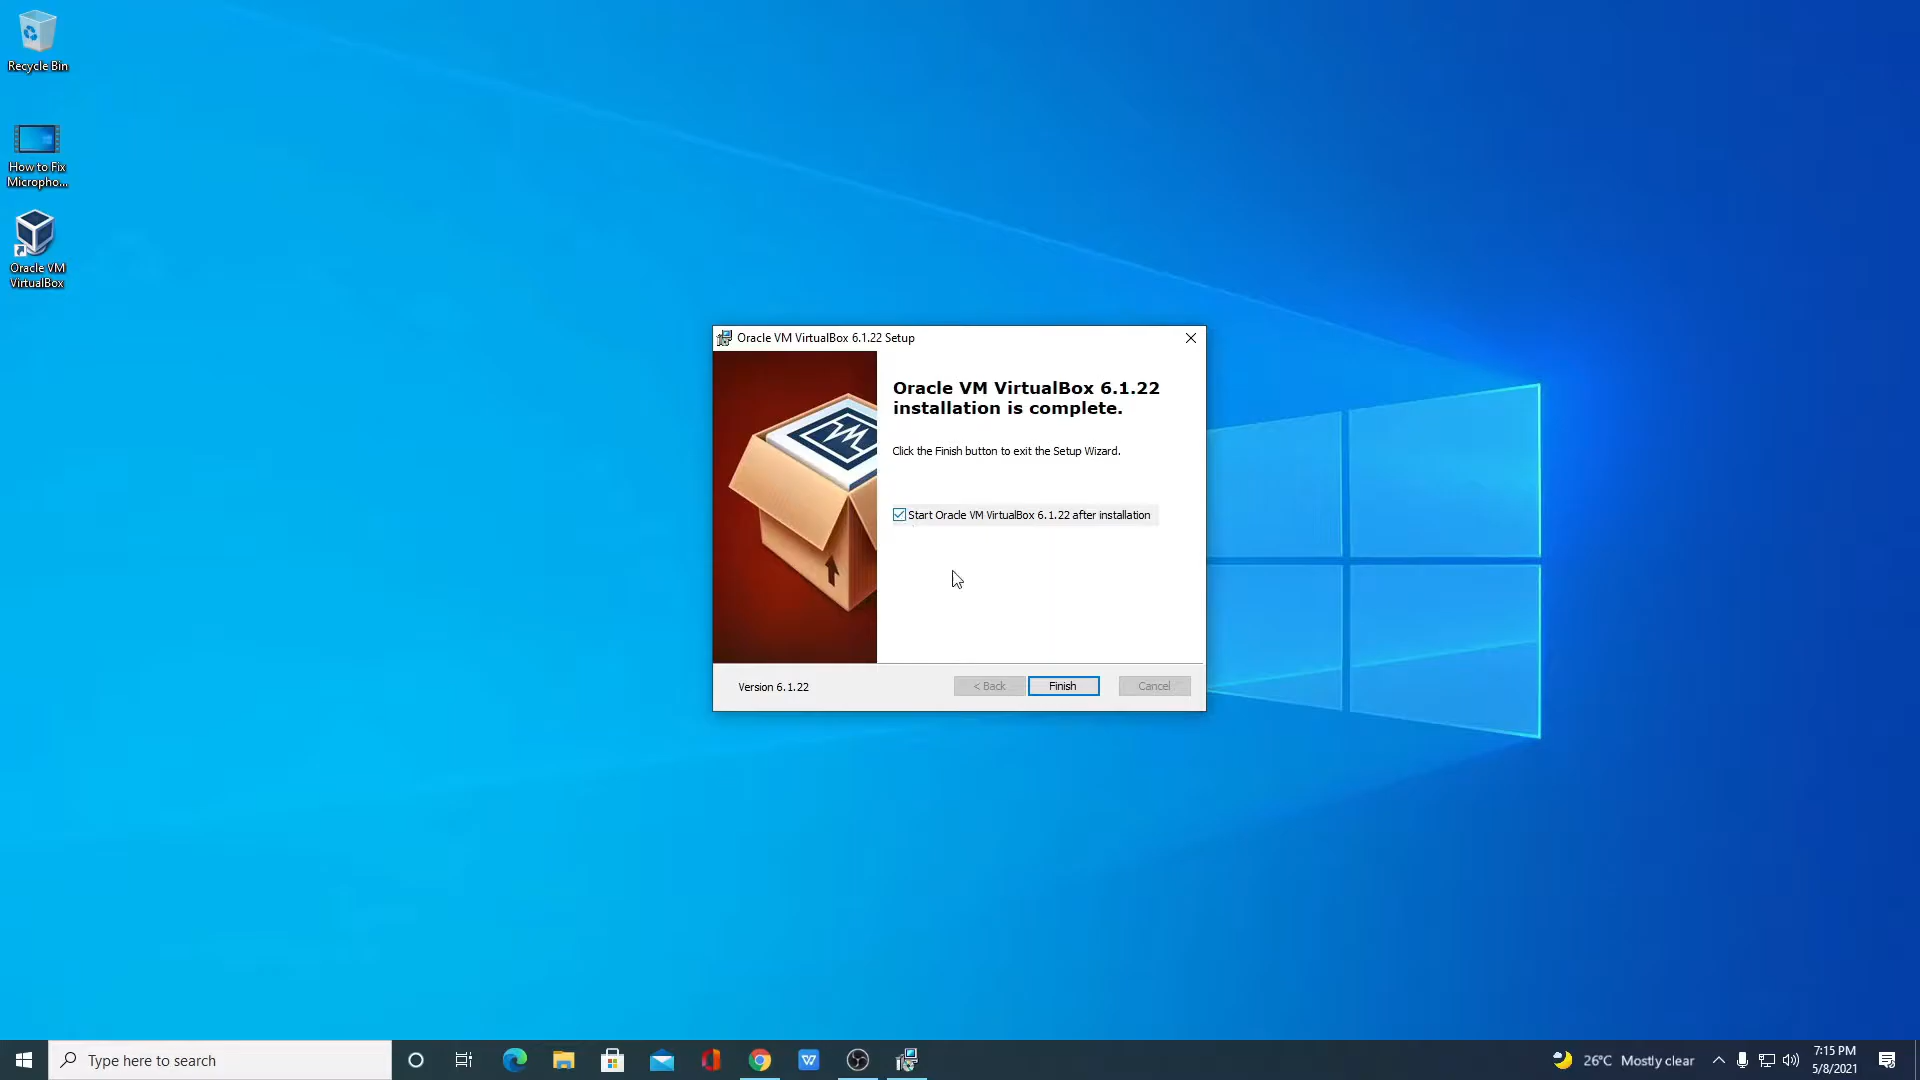 Recycle Bin
How to Fix
Micropho...
Oracle VM
VirtualBox
Oracle VM VirtualBox 6.1.22 Setup
Oracle VM VirtualBox 6.1.22
installation is complete.
Click the Finish button to exit the Setup Wizard.
Start Oracle VM VirtualBox 6.1.22 after installation
Version 6.1.22
< Back
Finish
Cancel
Type here to search
26°C Mostly clear
7:15 PM
5/8/2021